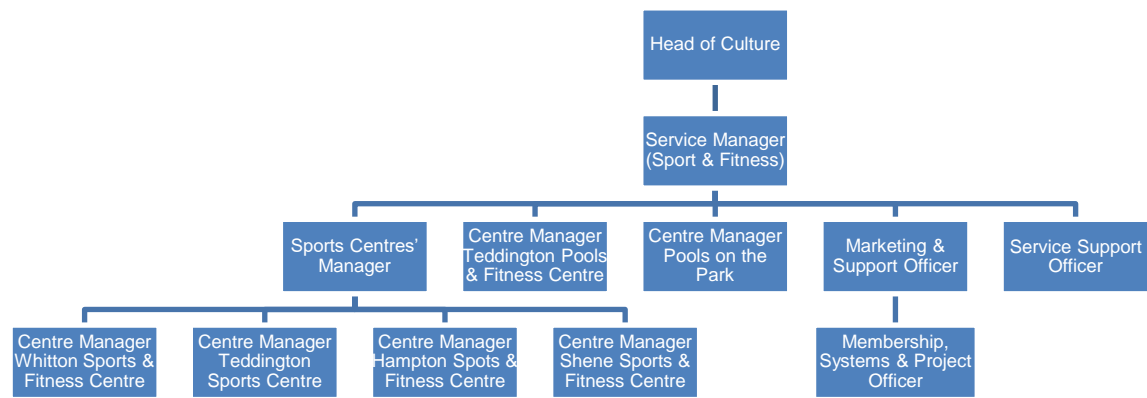 Head of Culture
Service Manager
(Sport & Fitness)
Sports Centres’
Manager
Centre Manager
Teddington Pools
& Fitness Centre
Centre Manager
Pools on the
Park
Marketing &
Support Officer
Service Support
Officer
Centre Manager
Whitton Sports &
Fitness Centre
Centre Manager
Teddington
Sports Centre
Centre Manager
Hampton Spots &
Fitness Centre
Centre Manager
Shene Sports &
Fitness Centre
Membership,
Systems & Project
Officer